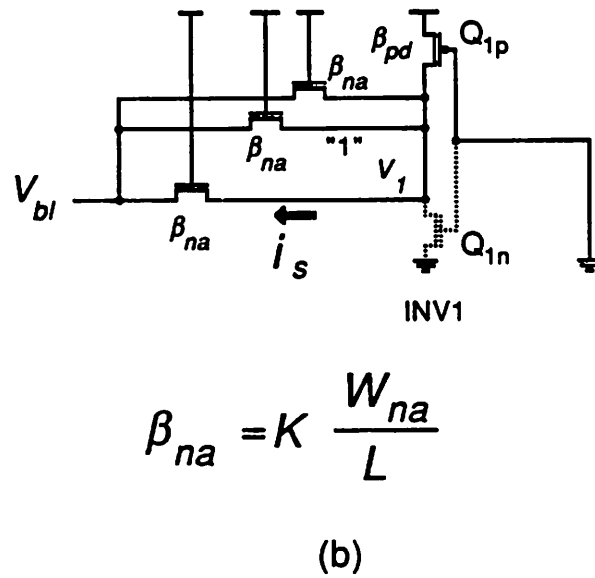 β_pd Q_1p
β_na
β_na "1"
V_bl v_1
β_na i_s Q_1n
INV1
β_na = K W_na / L
(b)